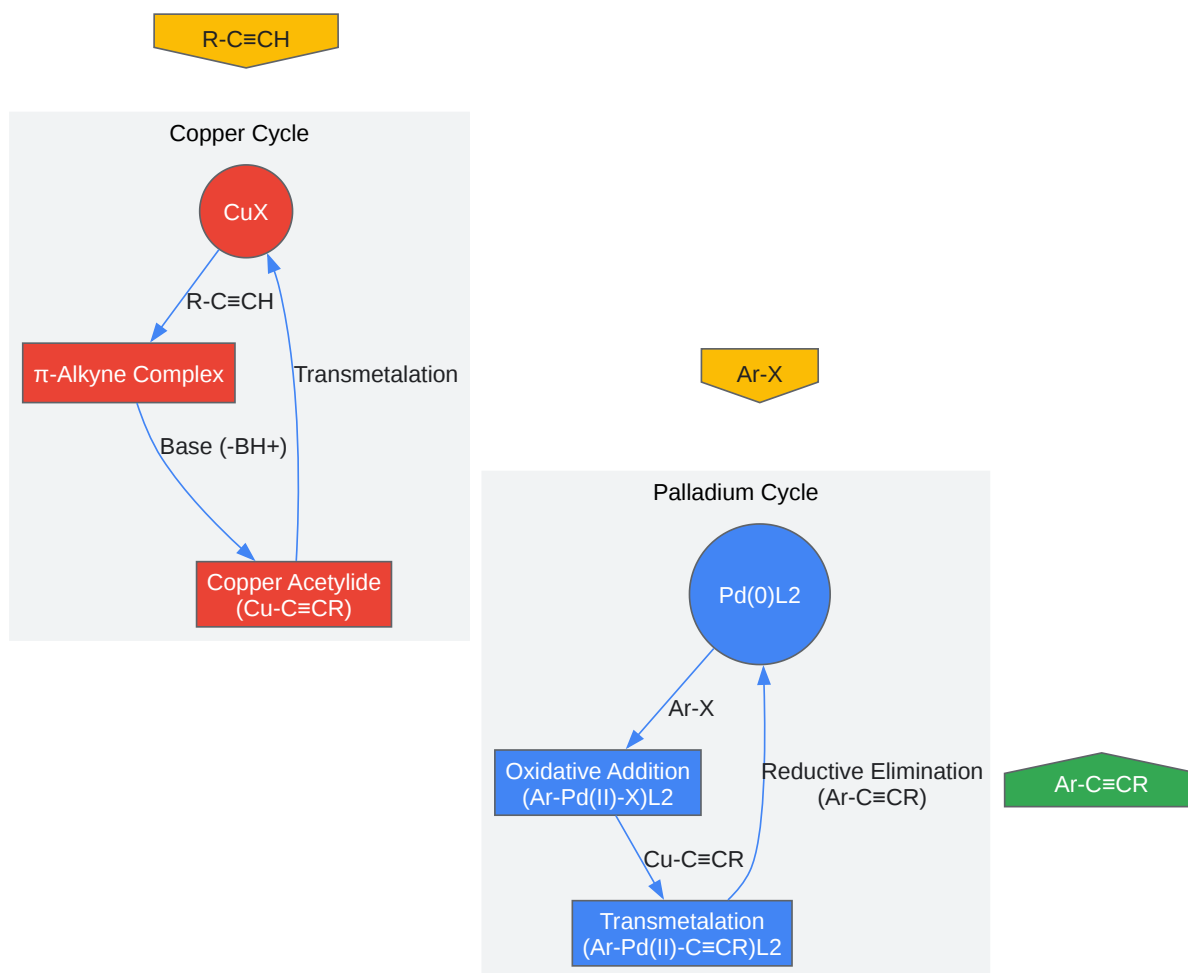 R-C≡CH
Copper Cycle
CuX
R-C≡CH
π-Alkyne Complex
Transmetalation
Base (-BH+)
Copper Acetylide
(Cu-C≡CR)
Ar-X
Palladium Cycle
Pd(0)L2
Ar-X
Oxidative Addition
(Ar-Pd(II)-X)L2
Reductive Elimination
(Ar-C≡CR)
Ar-C≡CR
Cu-C≡CR
Transmetalation
(Ar-Pd(II)-C≡CR)L2